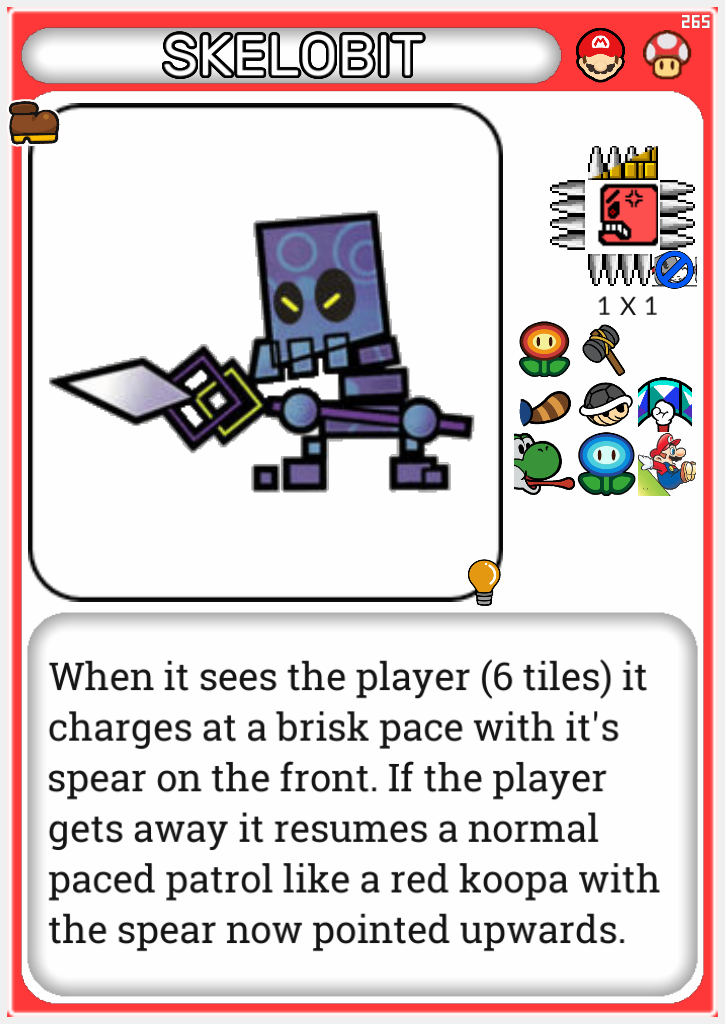 265
SKELOBIT
1 X 1
When it sees the player (6 tiles) it
charges at a brisk pace with it's
spear on the front. If the player
gets away it resumes a normal
paced patrol like a red koopa with
the spear now pointed upwards.